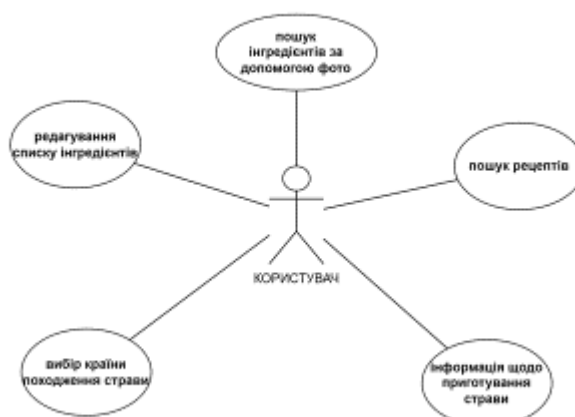 пошук
інгредієнтів за
допомогою фото
редагування
списку інгредієнтів
пошук рецептів
КОРИСТУВАЧ
вибір країни
походження страви
інформація щодо
приготування
страви